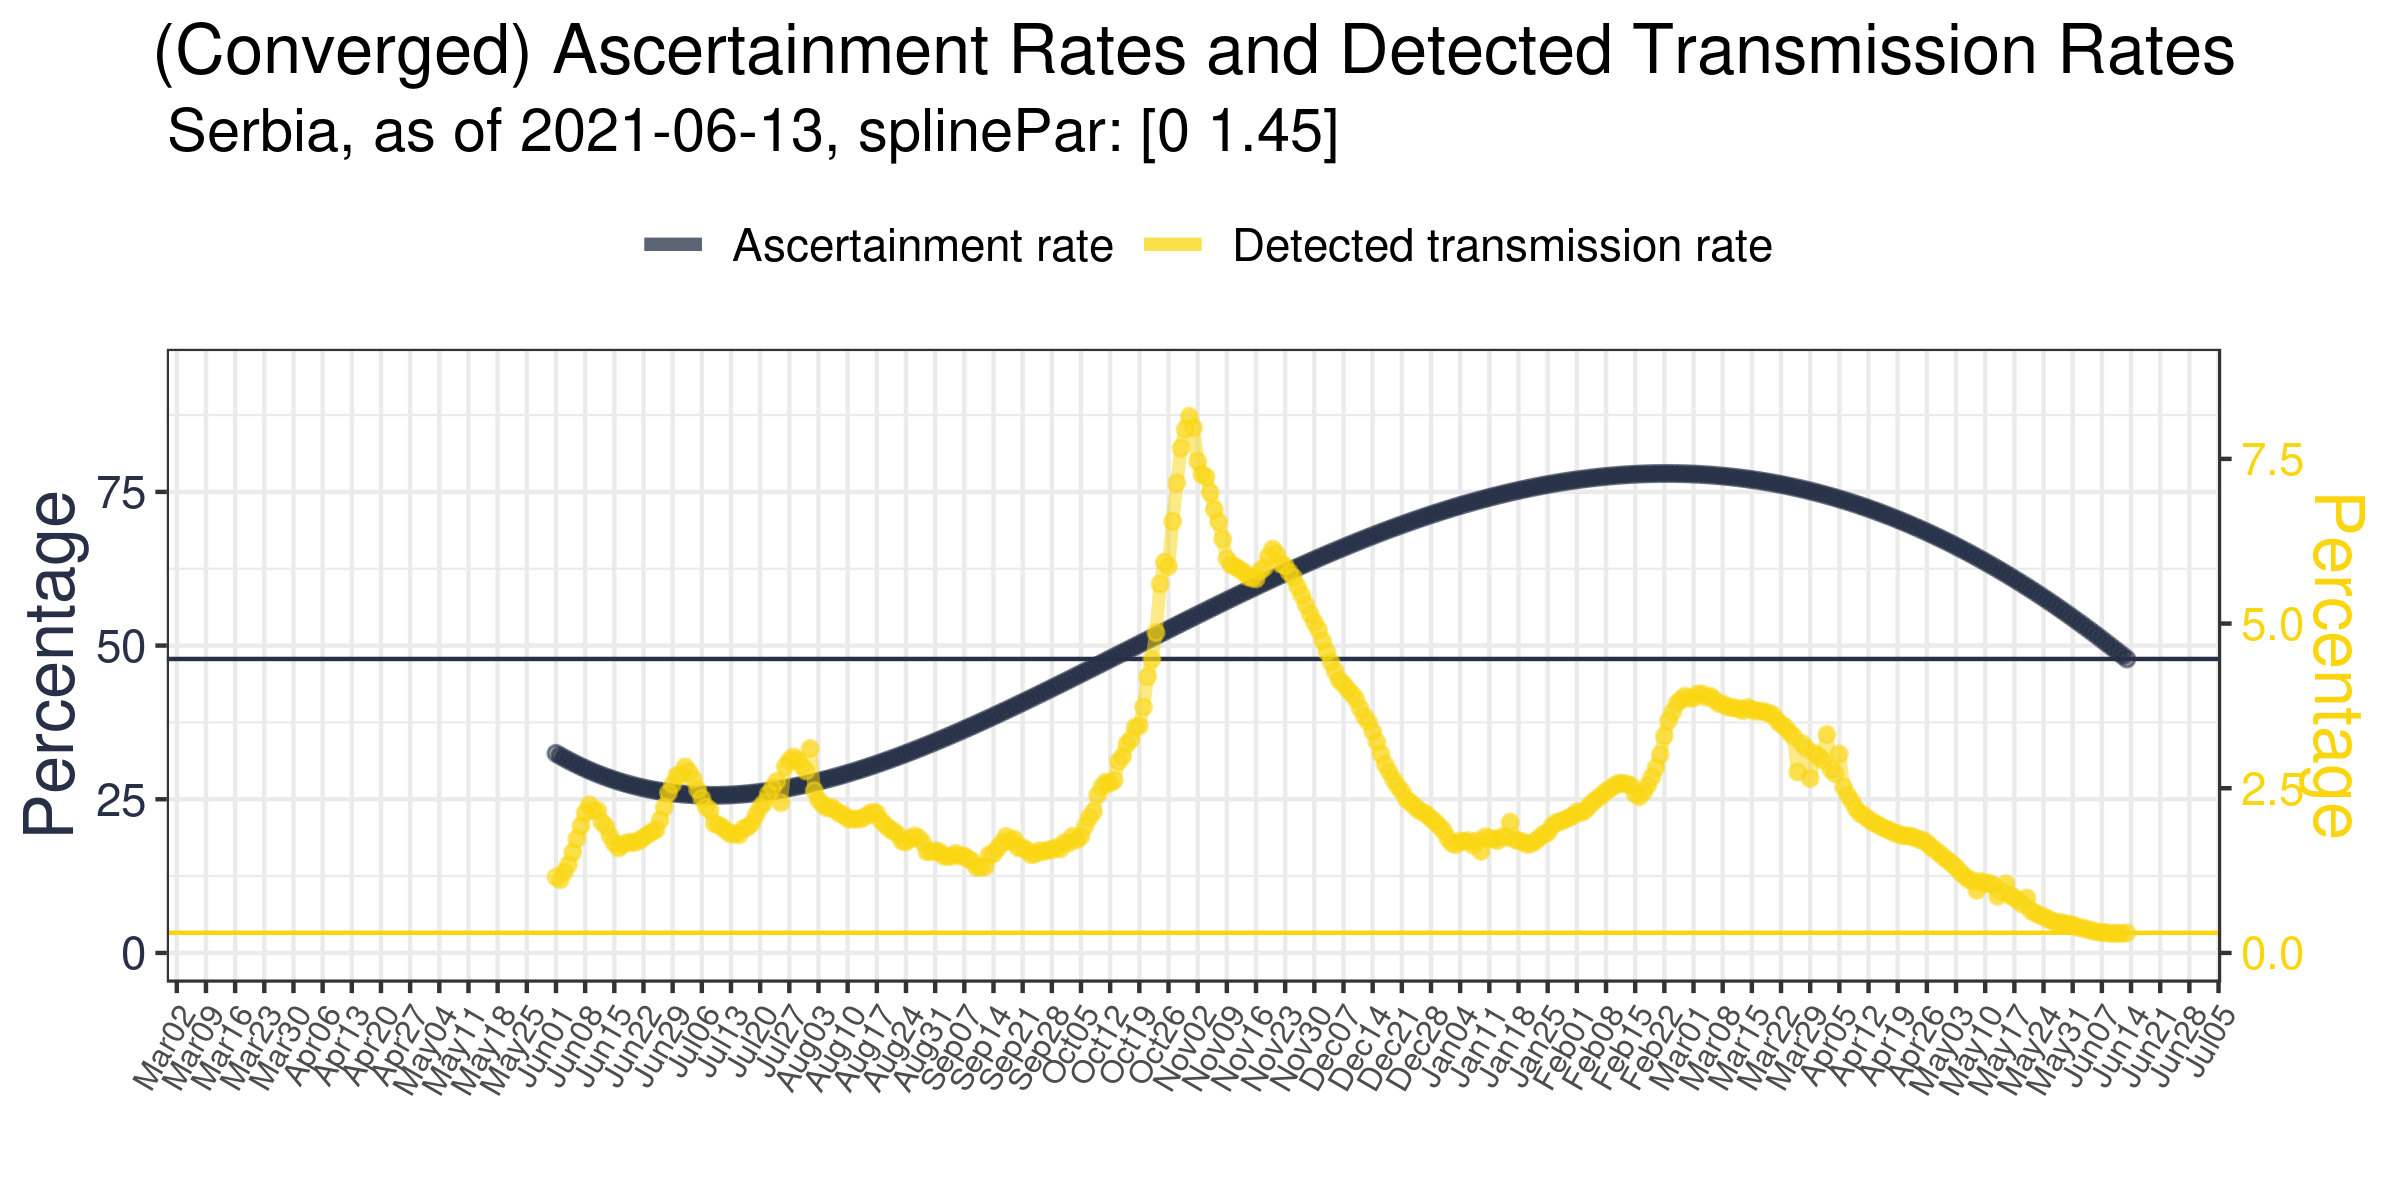 (Converged) Ascertainment Rates and Detected Transmission Rates
Serbia, as of 2021-06-13, splinePar: [0 1.45]
Ascertainment rate
Detected transmission rate
Percentage
75
50
25
0
7.5
5.0
2.5
0.0
Percentage
Mar02
Mar09
Mar16
Mar23
Mar30
Apr06
Apr13
Apr20
Apr27
May04
May11
May18
May25
Jun01
Jun08
Jun15
Jun22
Jun29
Jul06
Jul13
Jul20
Jul27
Aug03
Aug10
Aug17
Aug24
Aug31
Sep07
Sep14
Sep21
Sep28
Oct05
Oct12
Oct19
Oct26
Nov02
Nov09
Nov16
Nov23
Nov30
Dec07
Dec14
Dec21
Dec28
Jan04
Jan11
Jan18
Jan25
Feb01
Feb08
Feb15
Feb22
Mar01
Mar08
Mar15
Mar22
Mar29
Apr05
Apr12
Apr19
Apr26
May03
May10
May17
May24
May31
Jun07
Jun14
Jun21
Jun28
Jul05